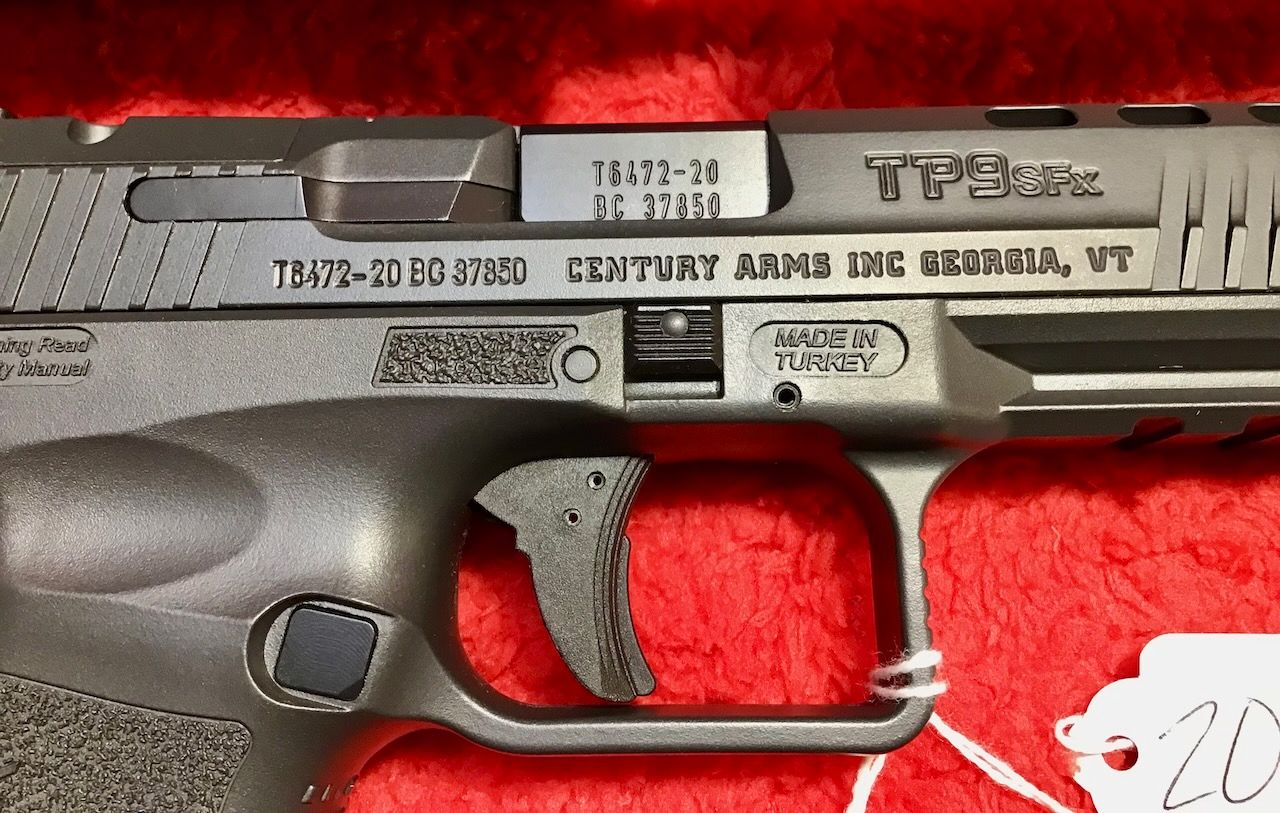 T6472-20
BC 37850
TP9SFx
T6472-20 BC 37850 CENTURY ARMS INC GEORGIA, VT
Read
Manual
MADE IN
TURKEY
20